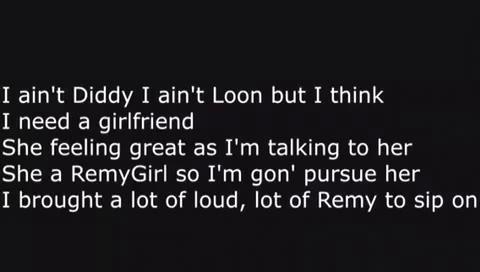 I ain't Diddy I ain't Loon but I think
I need a girlfriend
She feeling great as I'm talking to her
She a RemyGirl so I'm gon' pursue her
I brought a lot of loud, lot of Remy to sip on